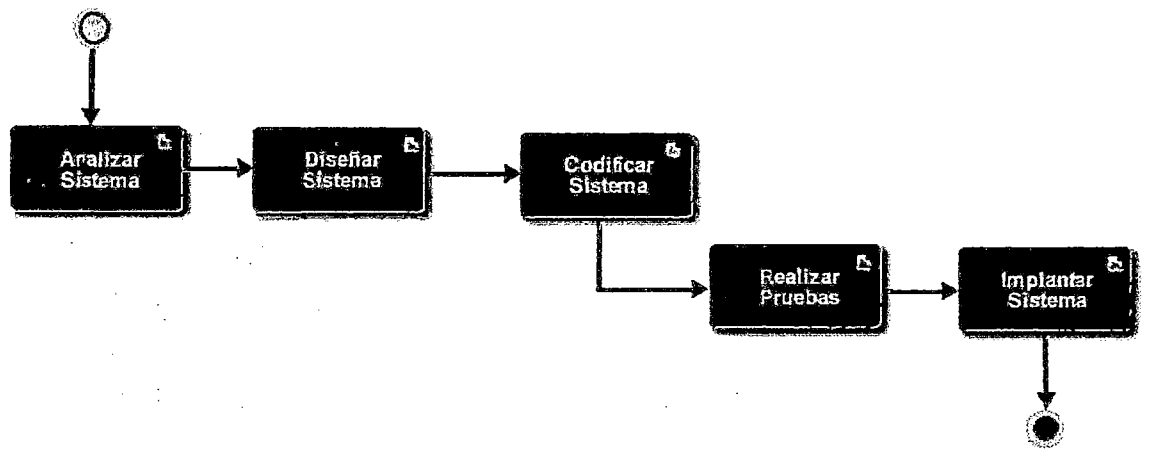 Analizar
Sistema
Diseñar
Sistema
Codificar
Sistema
Realizar
Pruebas
Implantar
Sistema